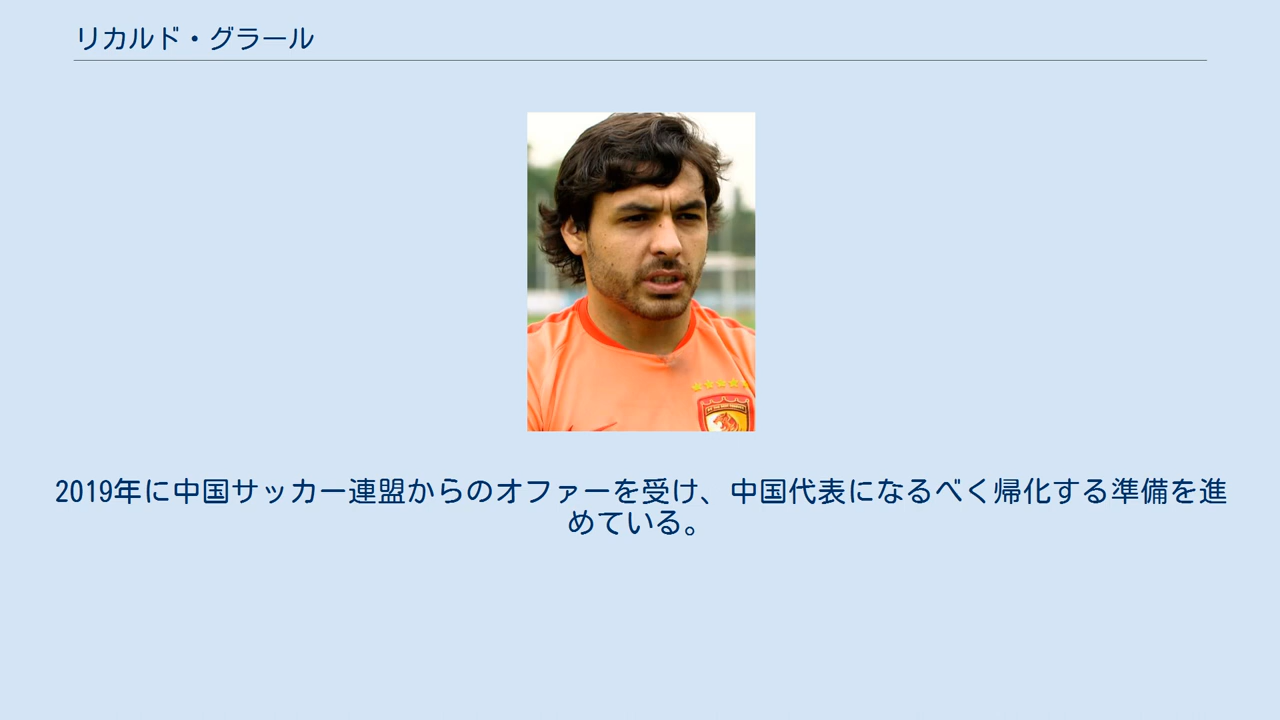 リカルド・グラール
2019年に中国サッカー連盟からのオファーを受け、中国代表になるべく帰化する準備を進
めている。